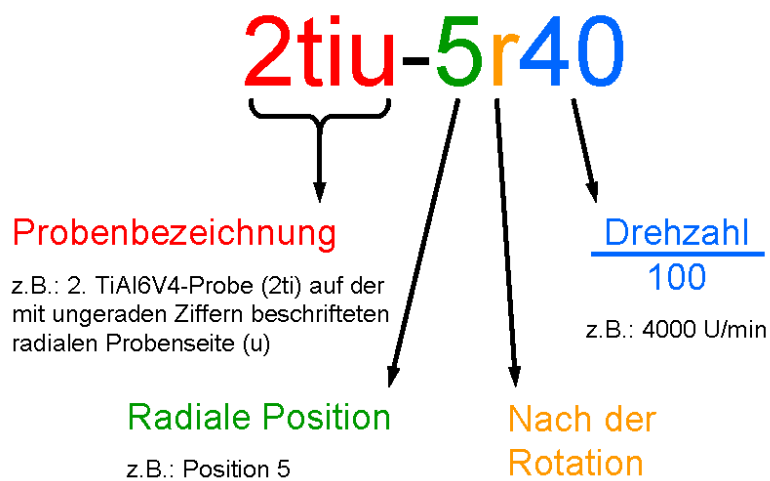 2tiu-5r40
Probenbezeichnung
z.B.: 2. TiAl6V4-Probe (2ti) auf der
mit ungeraden Ziffern beschrifteten
radialen Probenseite (u)
Drehzahl
100
z.B.: 4000 U/min
Radiale Position
z.B.: Position 5
Nach der
Rotation